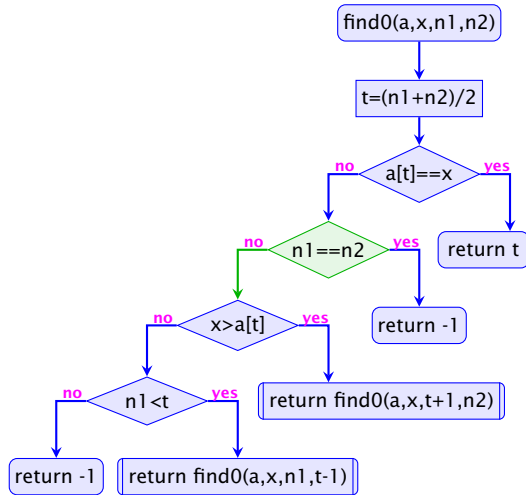 find0(a,x,n1,n2)
t=(n1+n2)/2
a[t]==x
no
yes
return t
n1==n2
no
yes
return -1
x>a[t]
no
yes
return find0(a,x,t+1,n2)
n1<t
no
yes
return -1
return find0(a,x,n1,t-1)